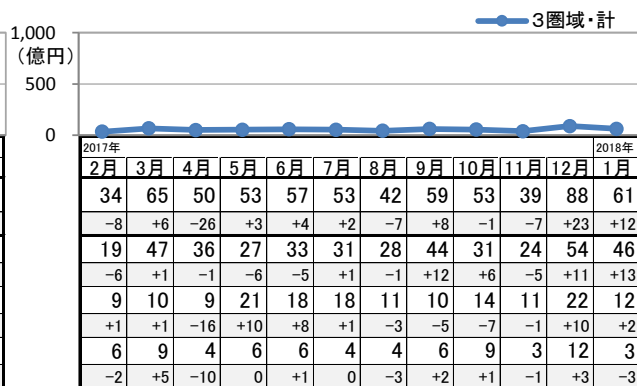 3圏域・計
1,000
（億円）
500
0
2017年 2018年
2月 3月 4月 5月 6月 7月 8月 9月 10月 11月 12月 1月
34 65 50 53 57 53 42 59 53 39 88 61
−8 +6 −26 +3 +4 +2 −7 +8 −1 −7 +23 +12
19 47 36 27 33 31 28 44 31 24 54 46
−6 +1 −1 −6 −5 +1 −1 +12 +6 −5 +11 +13
9 10 9 21 18 18 11 10 14 11 22 12
+1 +1 −16 +10 +8 +1 −3 −5 −7 −1 +10 +2
6 9 4 6 6 4 4 6 9 3 12 3
−2 +5 −10 0 +1 0 −3 +2 +1 −1 +3 −3